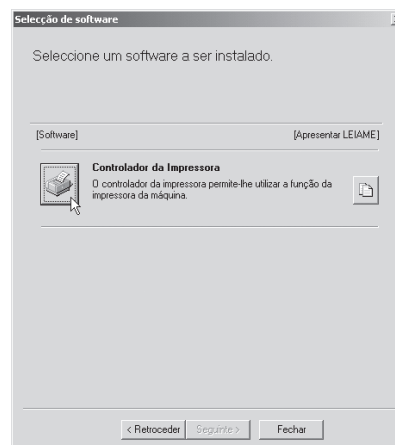 Selecção de software
Seleccione um software a ser instalado.
[Software] [Apresentar LEIAME]
Controlador da Impressora
O controlador da impressora permite-lhe utilizar a função da
impressora da máquina.
< Retroceder Seguinte > Fechar